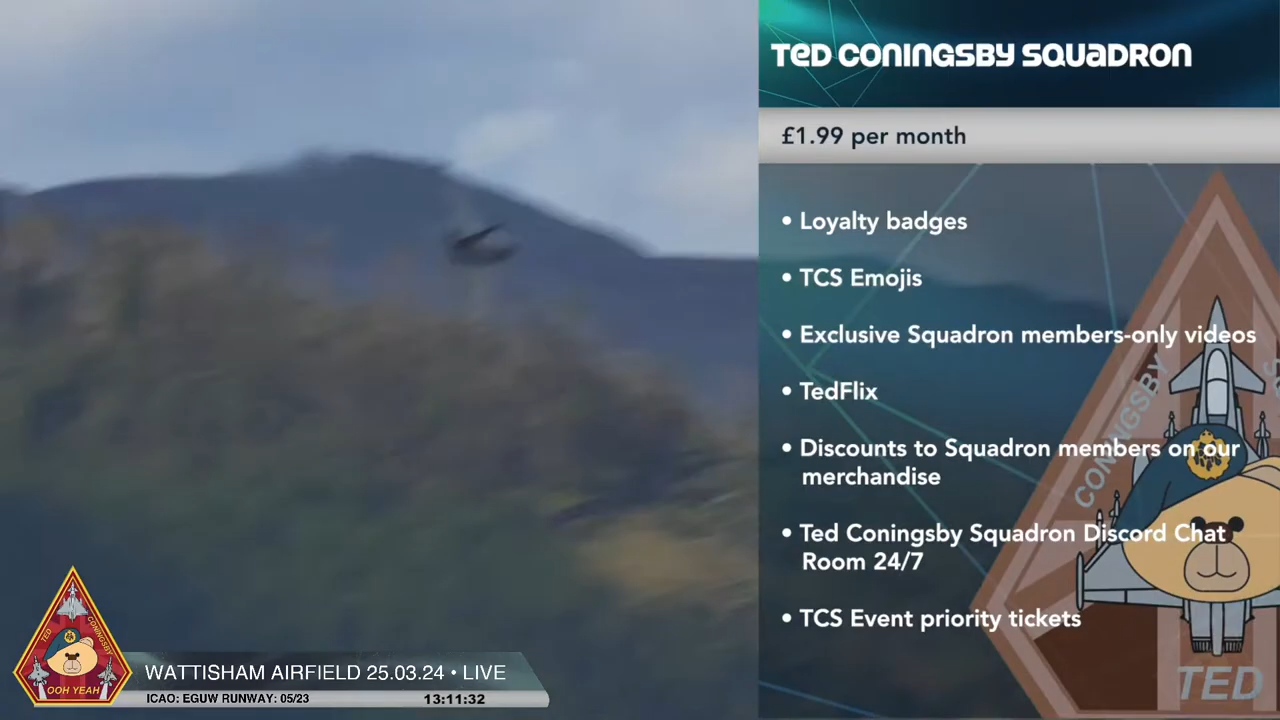 TED CONINGSBY SQUADRON
£1.99 per month
• Loyalty badges
• TCS Emojis
• Exclusive Squadron members-only videos
• TedFlix
• Discounts to Squadron members on our
merchandise
• Ted Coningsby Squadron Discord Chat
Room 24/7
• TCS Event priority tickets
CONINGSBY
TED
TED
CONINGSBY
OOH YEAH
WATTISHAM AIRFIELD 25.03.24 • LIVE
ICAO: EGUW RUNWAY: 05/23
13:11:32